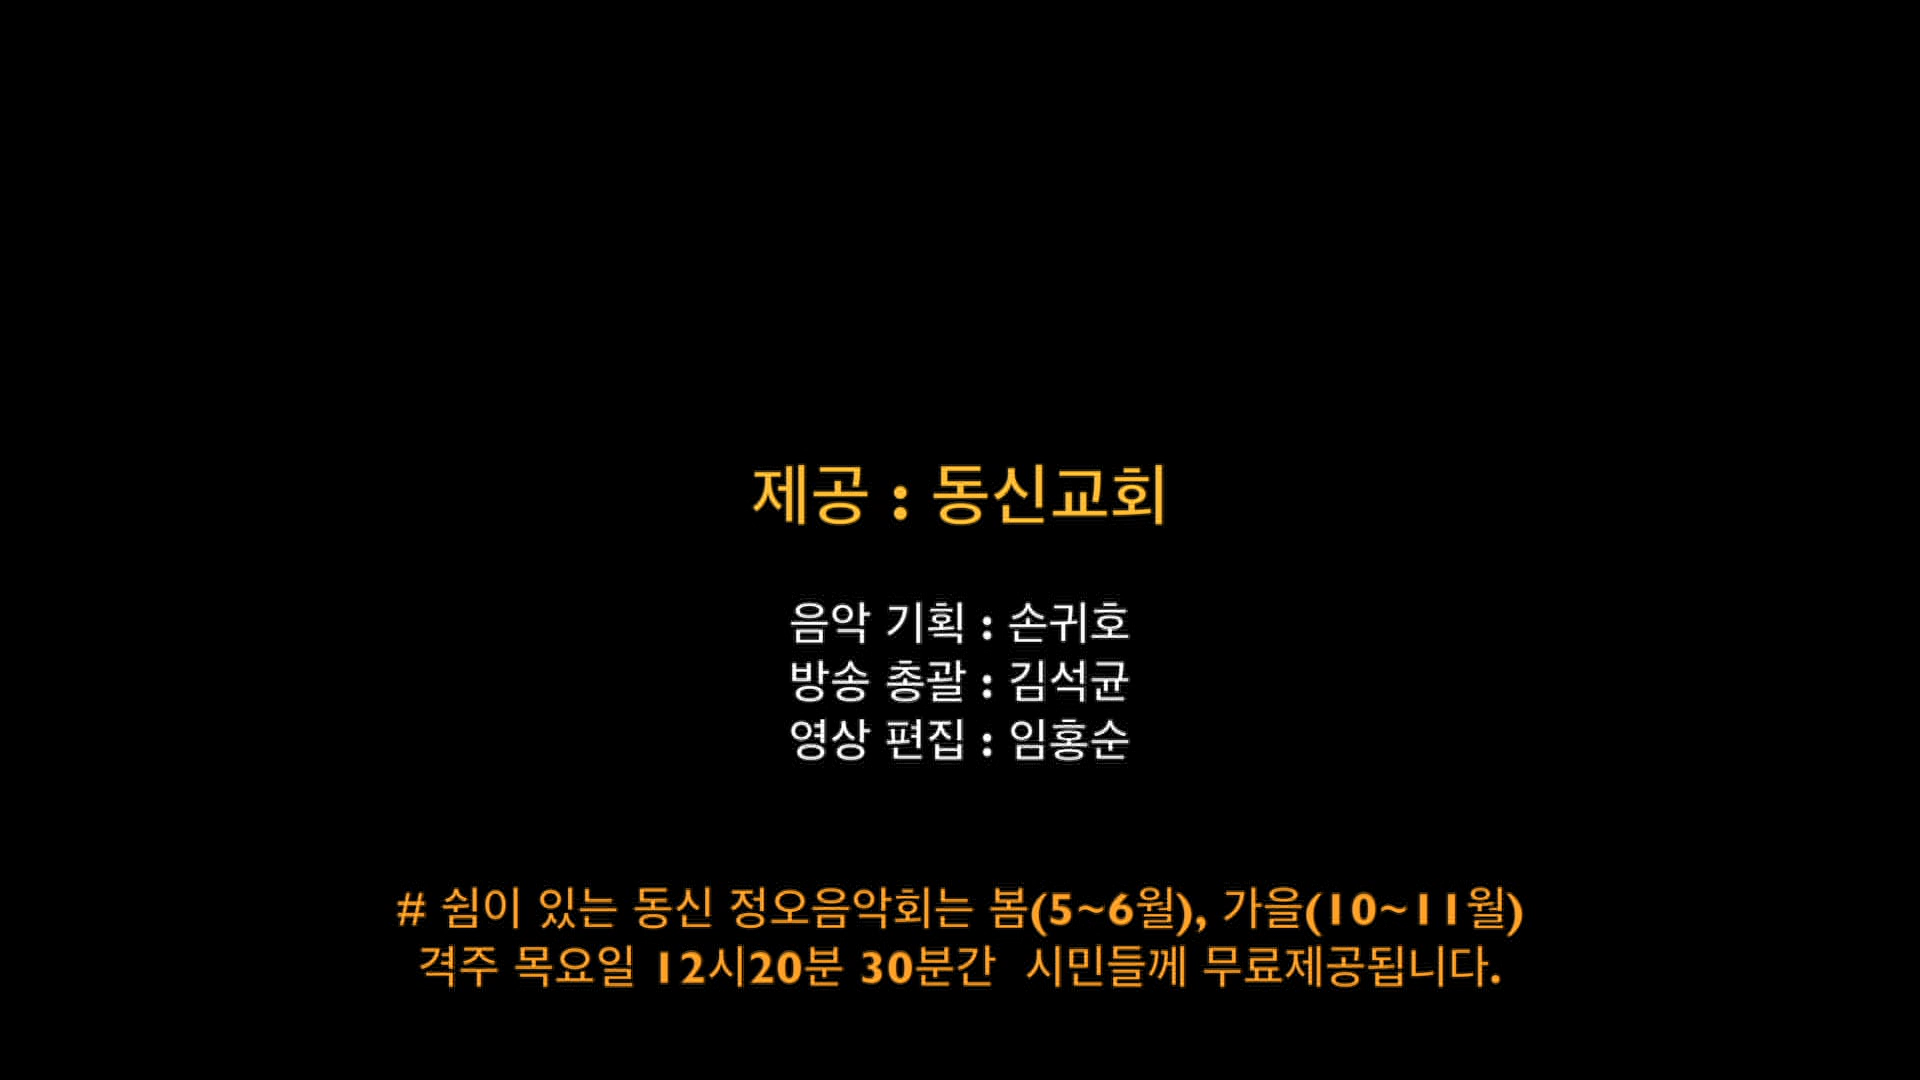 제공 : 동신교회
음악 기획 : 손귀호
방송 총괄 : 김석균
영상 편집 : 임홍순
# 쉼이 있는 동신 정오음악회는 봄(5~6월), 가을(10~11월)
격주 목요일 12시20분 30분간  시민들께 무료제공됩니다.